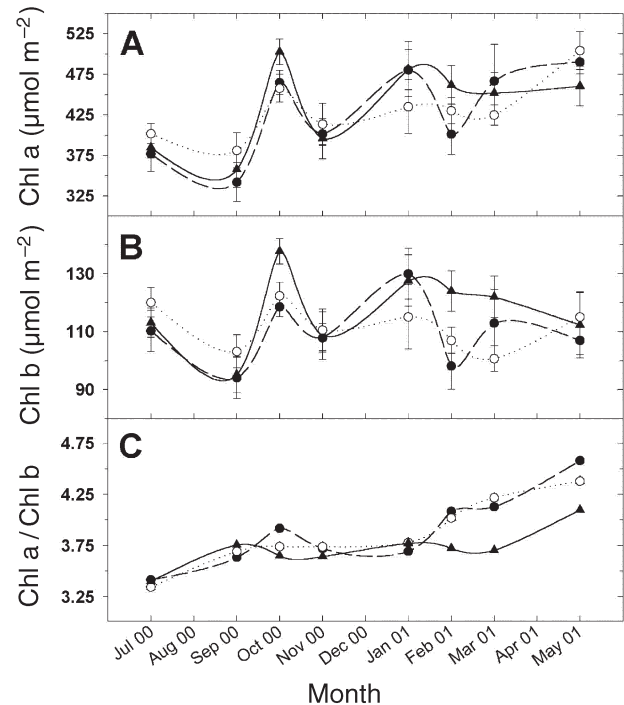 A
525
475
425
375
325
Chl a (μmol m−2)
B
130
110
90
Chl b (μmol m−2)
C
4.75
4.25
3.75
3.25
Chl a / Chl b
Jul 00
Aug 00
Sep 00
Oct 00
Nov 00
Dec 00
Jan 01
Feb 01
Mar 01
Apr 01
May 01
Month